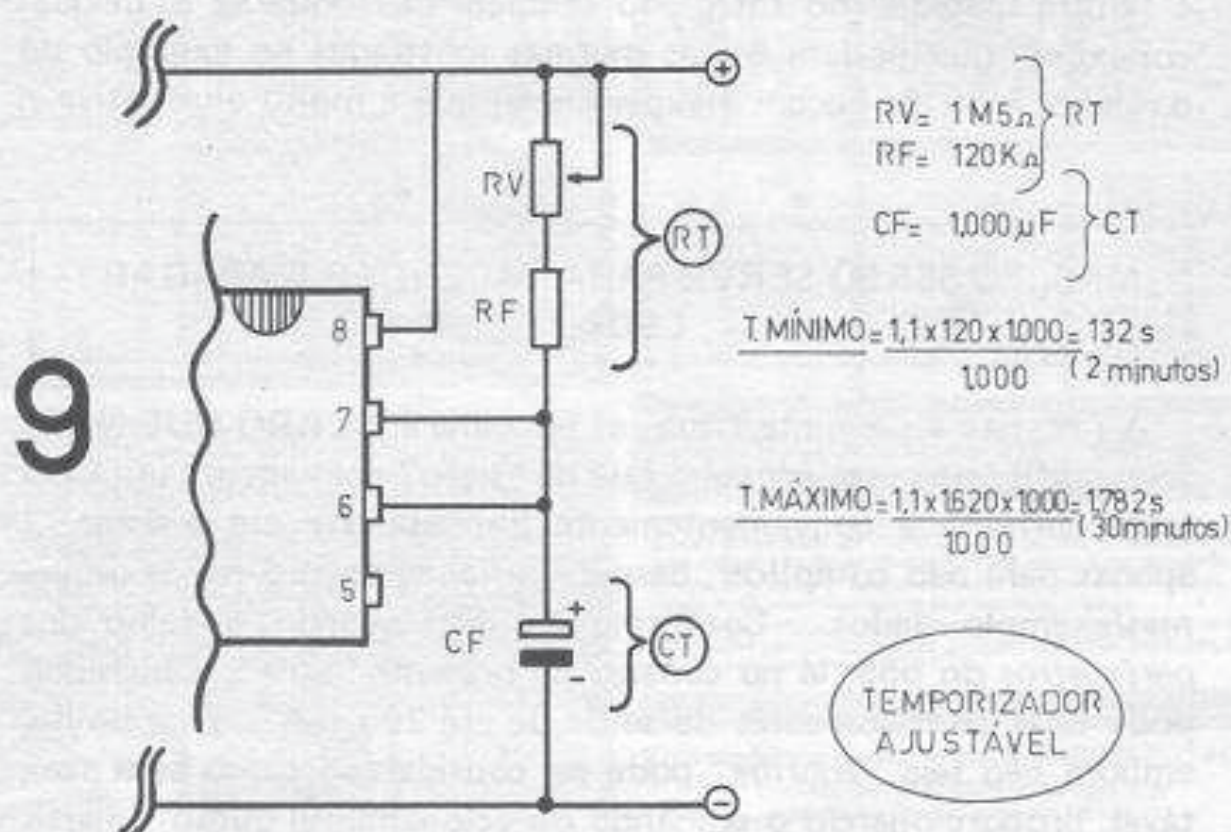 +
RV= 1M5Ω
RF= 120KΩ
RT
CF= 1.000µF
CT
RV
RF
RT
8
7
6
5
9
T. MÍNIMO = 1,1 x 120 x 1.000 = 132 s
1.000
(2 minutos)
T. MÁXIMO = 1,1 x 1.620 x 1.000 = 1.782 s
1.000
(30 minutos)
CF
+
-
CT
TEMPORIZADOR
AJUSTÁVEL
-